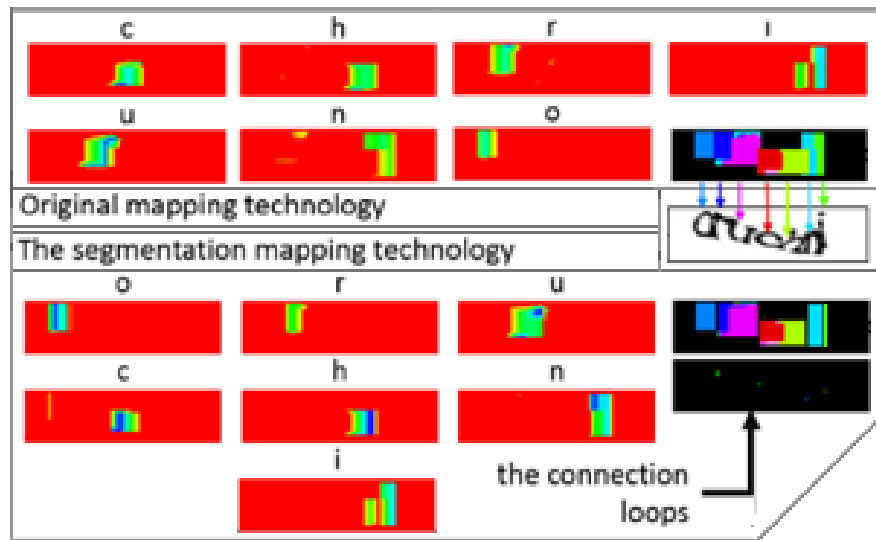 c h r ı
u n o
Original mapping technology
The segmentation mapping technology
o r u
c h n
i
the connection
loops